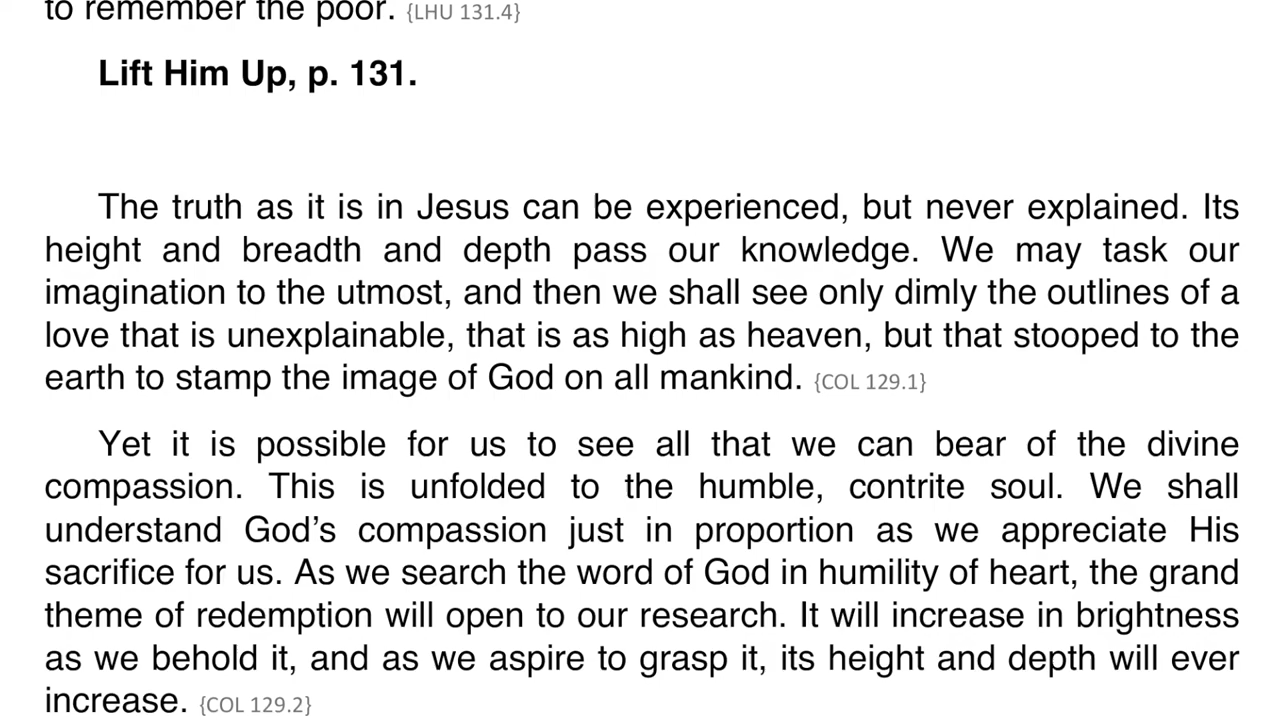 to remember the poor. {LHU 131.4}
Lift Him Up, p. 131.
The truth as it is in Jesus can be experienced, but never explained. Its
height and breadth and depth pass our knowledge. We may task our
imagination to the utmost, and then we shall see only dimly the outlines of a
love that is unexplainable, that is as high as heaven, but that stooped to the
earth to stamp the image of God on all mankind. {COL 129.1}
Yet it is possible for us to see all that we can bear of the divine
compassion. This is unfolded to the humble, contrite soul. We shall
understand God’s compassion just in proportion as we appreciate His
sacrifice for us. As we search the word of God in humility of heart, the grand
theme of redemption will open to our research. It will increase in brightness
as we behold it, and as we aspire to grasp it, its height and depth will ever
increase. {COL 129.2}